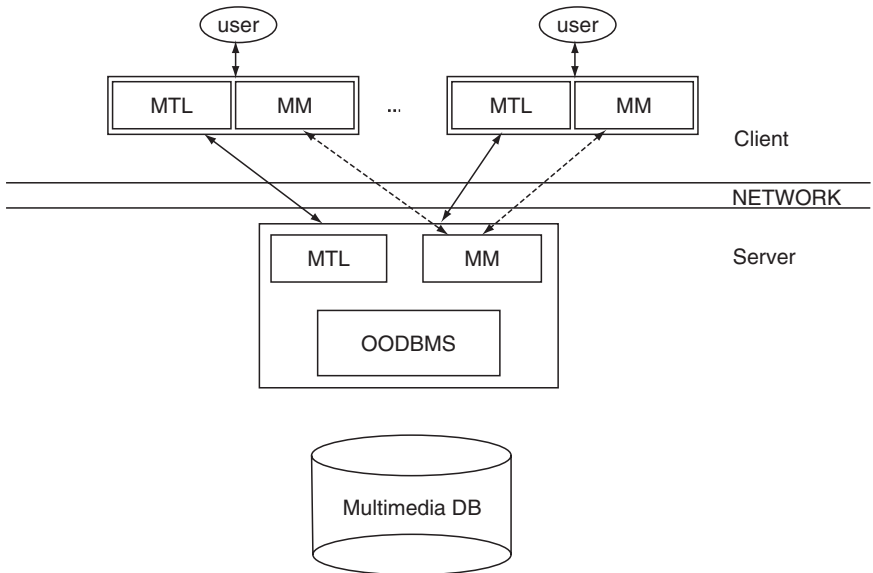 user
user
MTL MM ... MTL MM
Client
NETWORK
MTL MM
Server
OODBMS
Multimedia DB